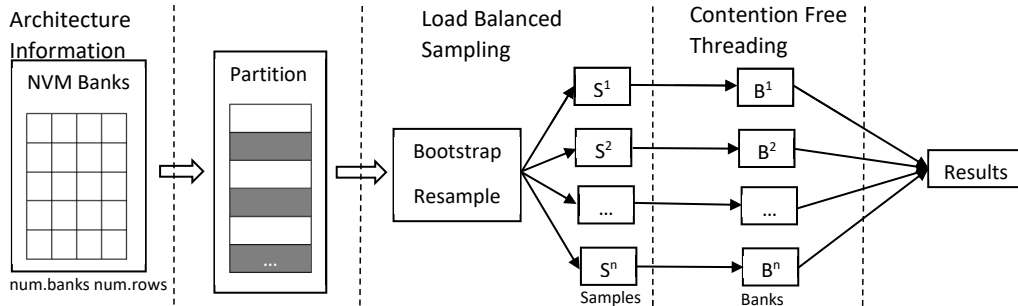 Architecture
Information
NVM Banks
num.banks num.rows
Partition
...
Load Balanced
Sampling
Bootstrap
Resample
S¹
S²
...
Sⁿ
Samples
Contention Free
Threading
B¹
B²
...
Bⁿ
Banks
Results